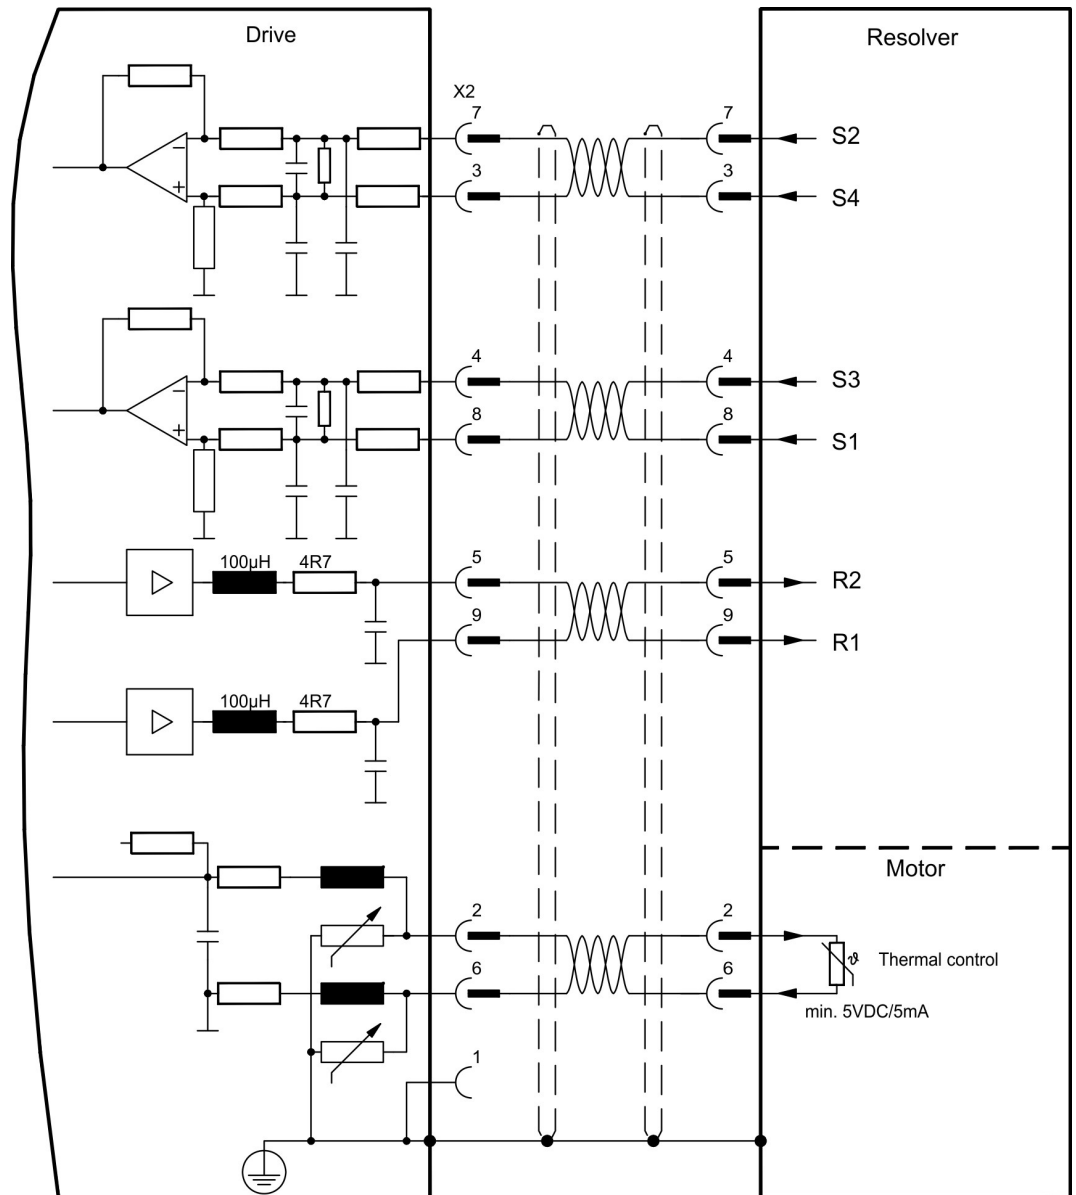 Drive
Resolver
X2
7
7
S2
3
3
S4
4
4
S3
8
8
S1
100µH
4R7
5
5
R2
9
9
R1
100µH
4R7
Motor
2
2
ϑ
Thermal control
6
6
min. 5VDC/5mA
1